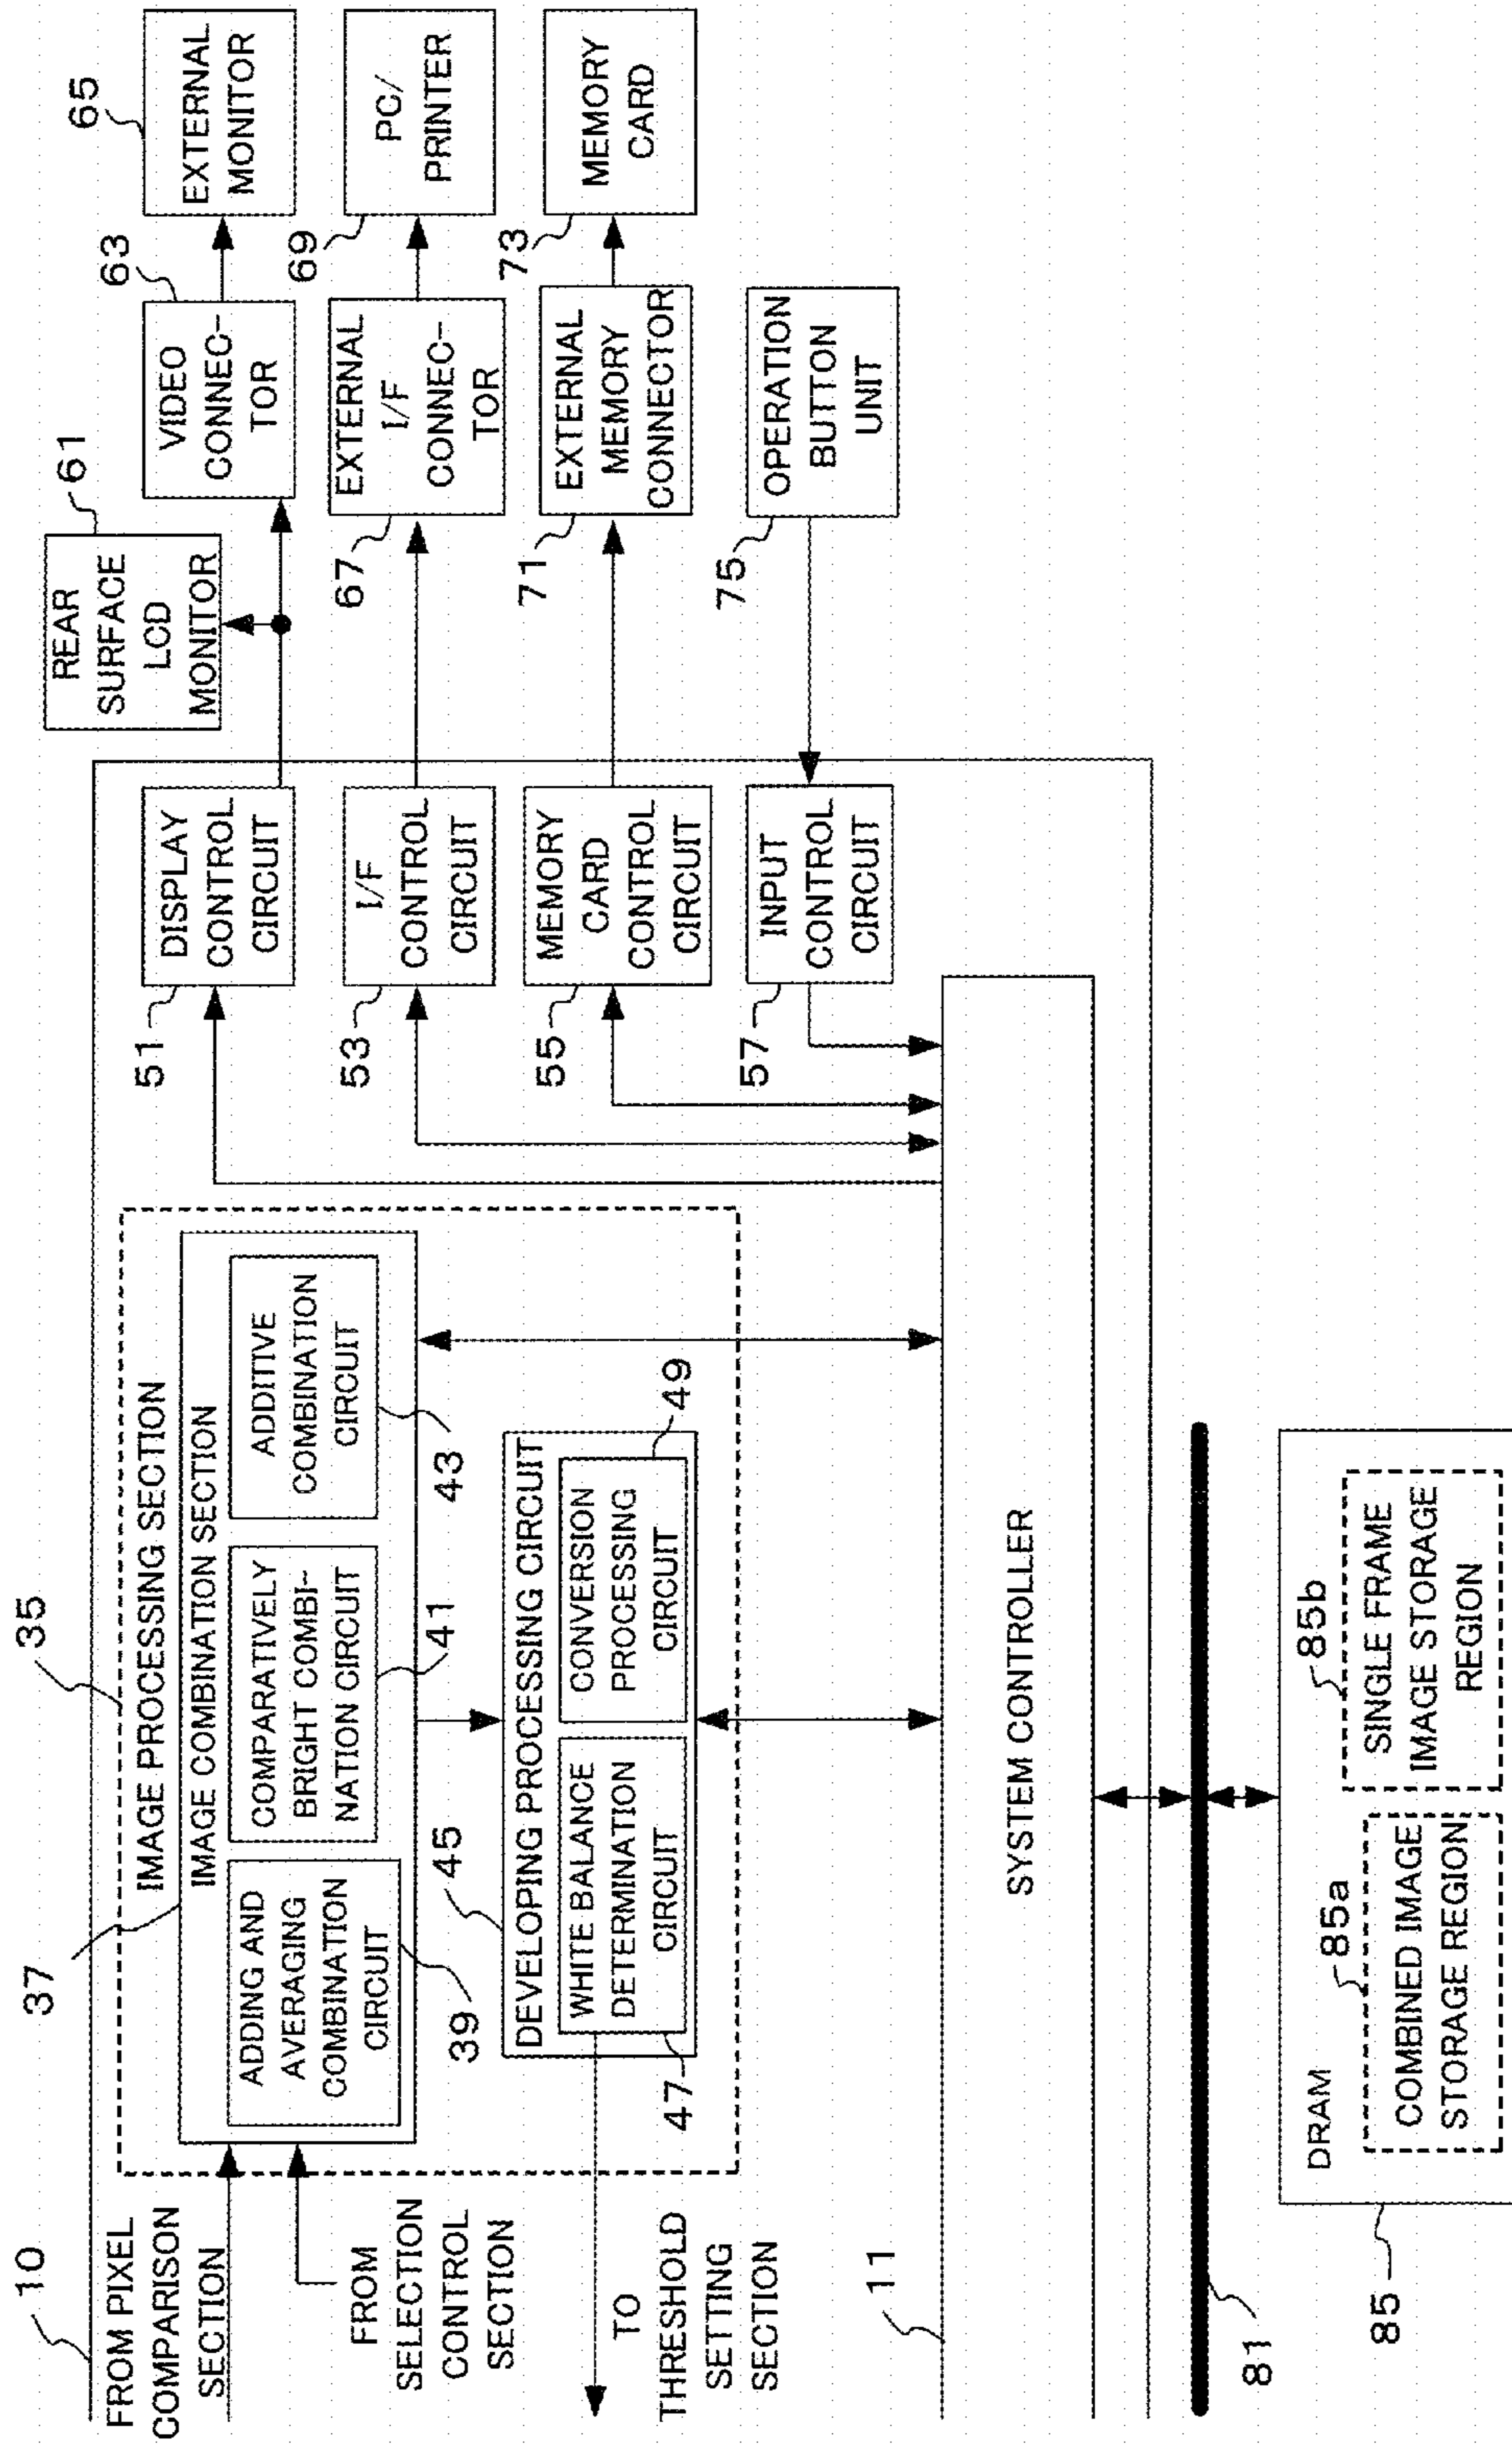 10
FROM PIXEL
COMPARISON
SECTION
FROM
SELECTION
CONTROL
SECTION
TO
THRESHOLD
SETTING
SECTION
35
IMAGE PROCESSING SECTION
37
IMAGE COMBINATION SECTION
ADDING AND
AVERAGING
COMBINATION
CIRCUIT
39
COMPARATIVELY
BRIGHT COMBI-
NATION CIRCUIT
41
ADDITIVE
COMBINATION
CIRCUIT
43
45
DEVELOPING PROCESSING CIRCUIT
WHITE BALANCE
DETERMINATION
CIRCUIT
47
CONVERSION
PROCESSING
CIRCUIT
49
51
DISPLAY
CONTROL
CIRCUIT
61
REAR
SURFACE
LCD
MONITOR
63
VIDEO
CONNEC-
TOR
65
EXTERNAL
MONITOR
53
I/F
CONTROL
CIRCUIT
67
EXTERNAL
I/F
CONNEC-
TOR
69
PC/
PRINTER
55
MEMORY
CARD
CONTROL
CIRCUIT
71
EXTERNAL
MEMORY
CONNECTOR
73
MEMORY
CARD
57
INPUT
CONTROL
CIRCUIT
75
OPERATION
BUTTON
UNIT
11
SYSTEM CONTROLLER
81
85
DRAM
85a
COMBINED IMAGE
STORAGE REGION
85b
SINGLE FRAME
IMAGE STORAGE
REGION